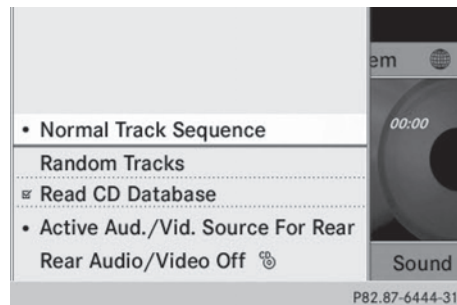 em
00:00
• Normal Track Sequence
Random Tracks
Read CD Database
• Active Aud./Vid. Source For Rear
Rear Audio/Video Off
Sound
P82.87-6444-31